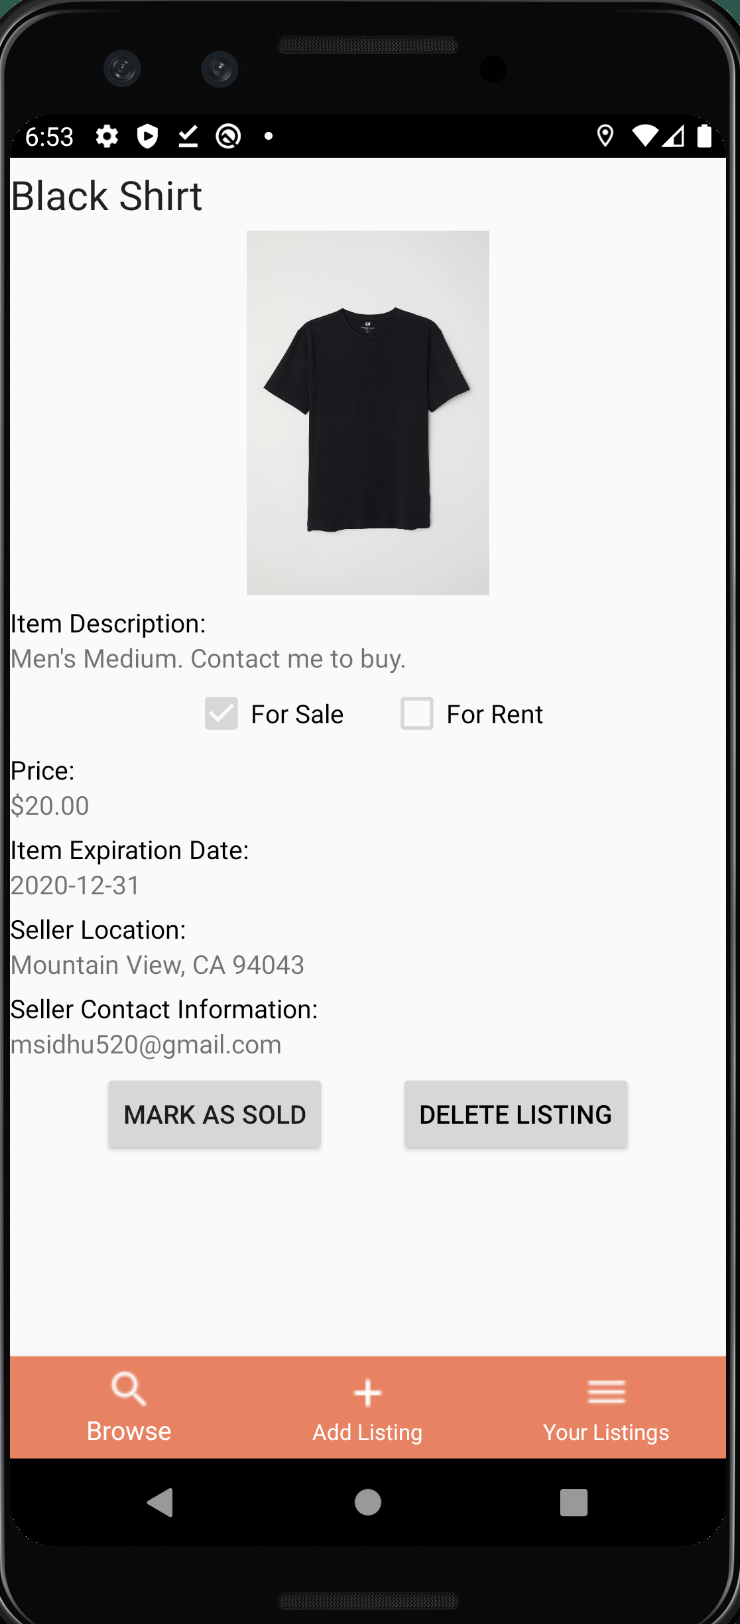 6:53
Black Shirt
Item Description:
Men's Medium. Contact me to buy.
For Sale For Rent
Price:
$20.00
Item Expiration Date:
2020-12-31
Seller Location:
Mountain View, CA 94043
Seller Contact Information:
msidhu520@gmail.com
MARK AS SOLD DELETE LISTING
Browse Add Listing Your Listings